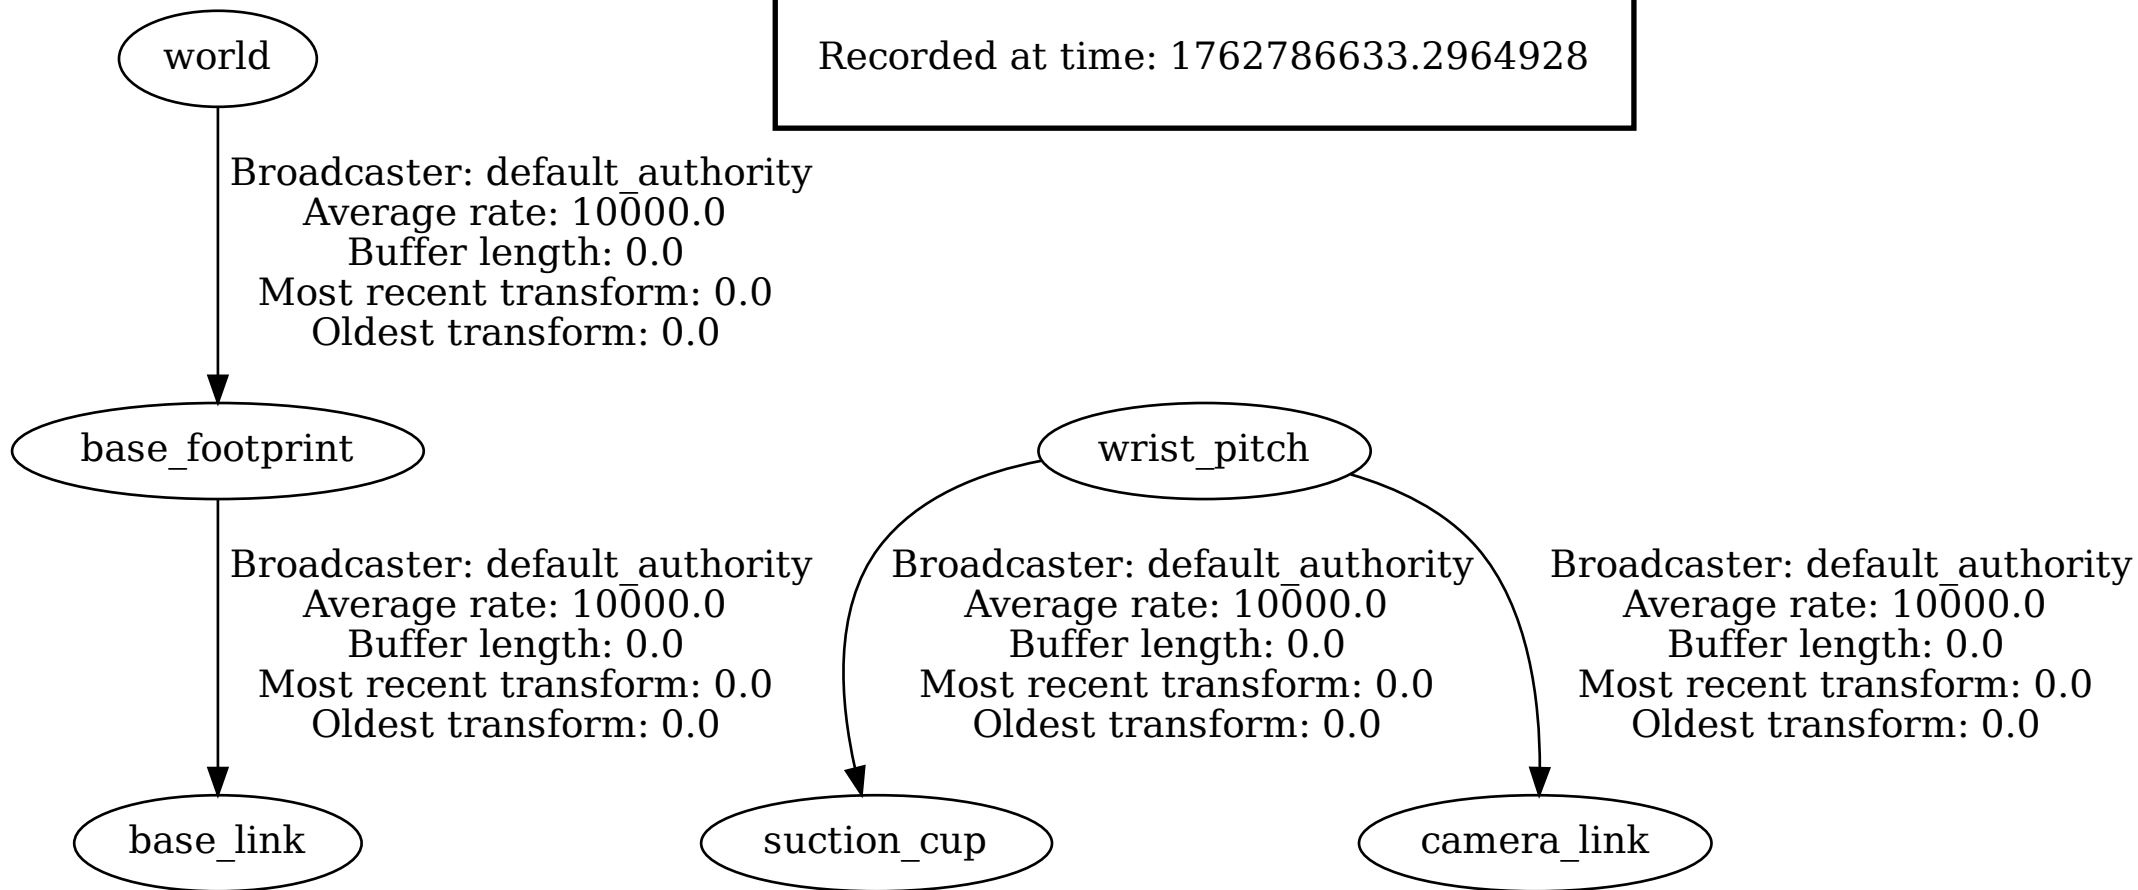 world
Recorded at time: 1762786633.2964928
Broadcaster: default_authority
Average rate: 10000.0
Buffer length: 0.0
Most recent transform: 0.0
Oldest transform: 0.0
base_footprint
wrist_pitch
Broadcaster: default_authority
Average rate: 10000.0
Buffer length: 0.0
Most recent transform: 0.0
Oldest transform: 0.0
Broadcaster: default_authority
Average rate: 10000.0
Buffer length: 0.0
Most recent transform: 0.0
Oldest transform: 0.0
Broadcaster: default_authority
Average rate: 10000.0
Buffer length: 0.0
Most recent transform: 0.0
Oldest transform: 0.0
base_link
suction_cup
camera_link